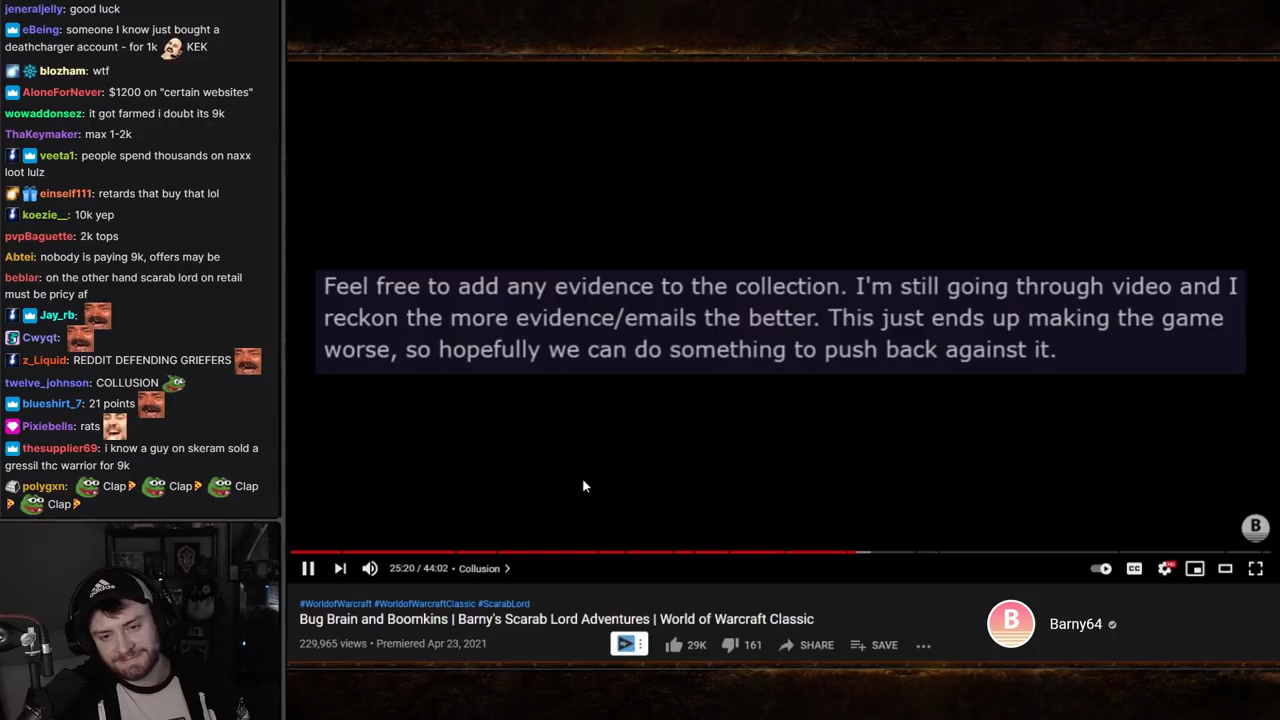 jeneraljelly: good luck
eBeing: someone I know just bought a
deathcharger account - for 1k KEK
blozham: wtf
AloneForNever: $1200 on "certain websites"
wowaddonsez: it got farmed i doubt its 9k
ThaKeymaker: max 1-2k
veeta1: people spend thousands on naxx
loot lulz
einself111: retards that buy that lol
koezie__: 10k yep
pvpBaguette: 2k tops
Abtei: nobody is paying 9k, offers may be
beblar: on the other hand scarab lord on retail
must be pricy af
Jay_rb:
Cwyqt:
z_Liquid: REDDIT DEFENDING GRIEFERS
twelve_johnson: COLLUSION
blueshirt_7: 21 points
Pixiebells: rats
thesupplier69: i know a guy on skeram sold a
gressil thc warrior for 9k
polygxn: Clap Clap Clap
Clap
Feel free to add any evidence to the collection. I'm still going through video and I
reckon the more evidence/emails the better. This just ends up making the game
worse, so hopefully we can do something to push back against it.
B
25:20 / 44:02 • Collusion >
CC
HD
#WorldofWarcraft #WorldofWarcraftClassic #ScarabLord
Bug Brain and Boomkins | Barny's Scarab Lord Adventures | World of Warcraft Classic
229,965 views • Premiered Apr 23, 2021
29K
161
SHARE
SAVE
B
Barny64
adidas